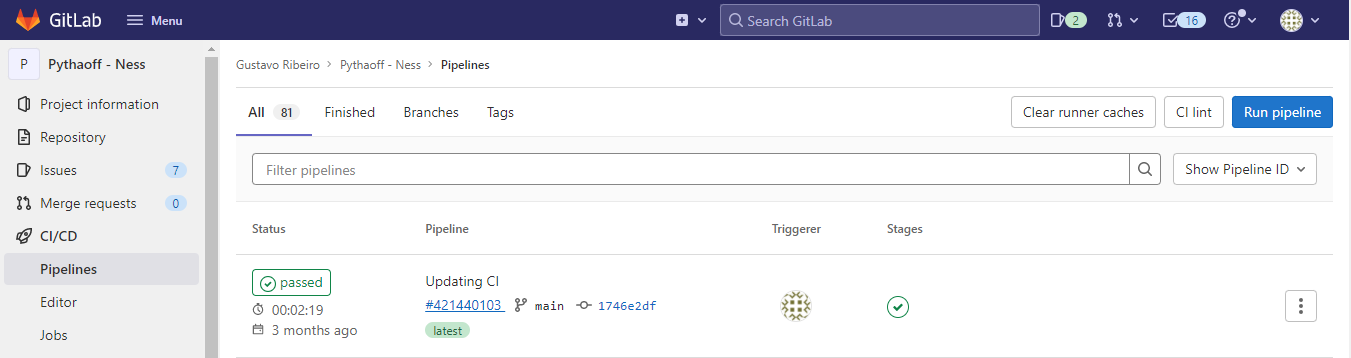 GitLab Menu Search GitLab 2 16
P Pythaoff - Ness
Project information
Repository
Issues 7
Merge requests 0
CI/CD
Pipelines
Editor
Jobs
Gustavo Ribeiro › Pythaoff - Ness › Pipelines
All 81 Finished Branches Tags Clear runner caches CI lint Run pipeline
Filter pipelines Show Pipeline ID
Status Pipeline Triggerer Stages
passed
00:02:19
3 months ago
Updating CI
#421440103 main 1746e2df
latest